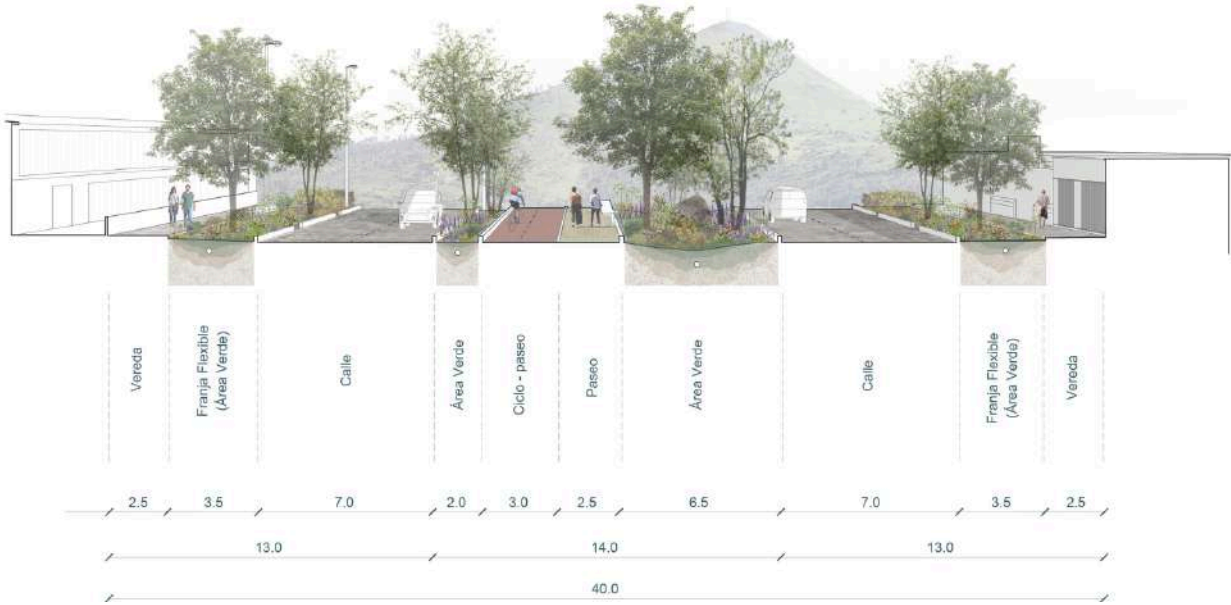 Vereda
Franja Flexible
(Área Verde)
Calle
Área Verde
Ciclo - paseo
Paseo
Área Verde
Calle
Franja Flexible
(Área Verde)
Vereda
2.5 3.5 7.0 2.0 3.0 2.5 6.5 7.0 3.5 2.5
13.0 14.0 13.0
40.0